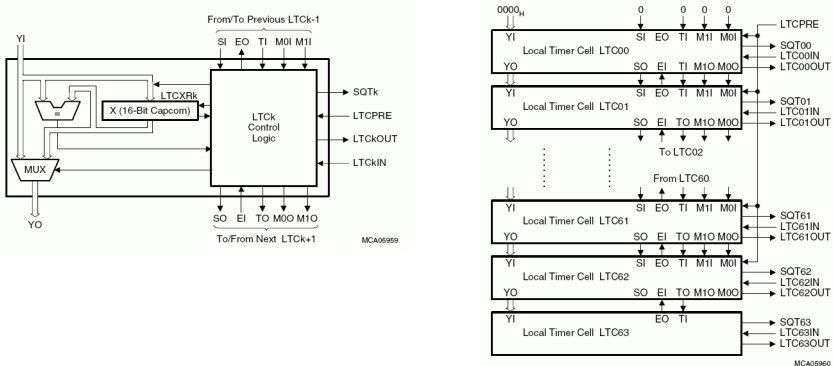 From/To Previous LTCk-1
YI
SI EO TI M0I M1I
LTCXRk
X (16-Bit Capcom)
=
LTCk
Control
Logic
SQTk
LTCPRE
LTCkOUT
LTCkIN
MUX
YO
SO EI TO M0O M1O
To/From Next LTCk+1
MCA05959
0000H 0 0 0 0
LTCPRE
YI SI EO TI M1I M0I
Local Timer Cell LTC00
YO SO EI TO M1O M0O
SQT00
LTC00IN
LTC00OUT
YI SI EO TI M1I M0I
Local Timer Cell LTC01
YO SO EI TO M1O M0O
SQT01
LTC01IN
LTC01OUT
To LTC02
From LTC60
YI SI EO TI M1I M0I
Local Timer Cell LTC61
YO SO EI TO M1O M0O
SQT61
LTC61IN
LTC61OUT
YI SI EO TI M1I M0I
Local Timer Cell LTC62
YO SO EI TO M1O M0O
SQT62
LTC62IN
LTC62OUT
YI EO TI
Local Timer Cell LTC63
SQT63
LTC63IN
LTC63OUT
MCA05960